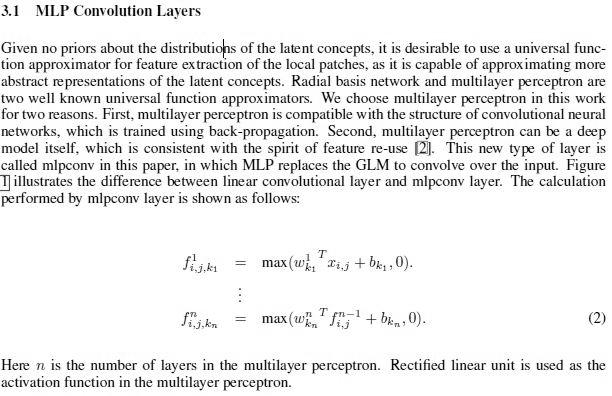 3.1 MLP Convolution Layers
Given no priors about the distributions of the latent concepts, it is desirable to use a universal func-
tion approximator for feature extraction of the local patches, as it is capable of approximating more
abstract representations of the latent concepts. Radial basis network and multilayer perceptron are
two well known universal function approximators. We choose multilayer perceptron in this work
for two reasons. First, multilayer perceptron is compatible with the structure of convolutional neural
networks, which is trained using back-propagation. Second, multilayer perceptron can be a deep
model itself, which is consistent with the spirit of feature re-use [2]. This new type of layer is
called mlpconv in this paper, in which MLP replaces the GLM to convolve over the input. Figure
1 illustrates the difference between linear convolutional layer and mlpconv layer. The calculation
performed by mlpconv layer is shown as follows:
f^1_{i,j,k_1} = max(w^1_{k_1}^T x_{i,j} + b_{k_1}, 0).
⋮
f^n_{i,j,k_n} = max(w^n_{k_n}^T f^{n-1}_{i,j} + b_{k_n}, 0). (2)
Here n is the number of layers in the multilayer perceptron. Rectified linear unit is used as the
activation function in the multilayer perceptron.